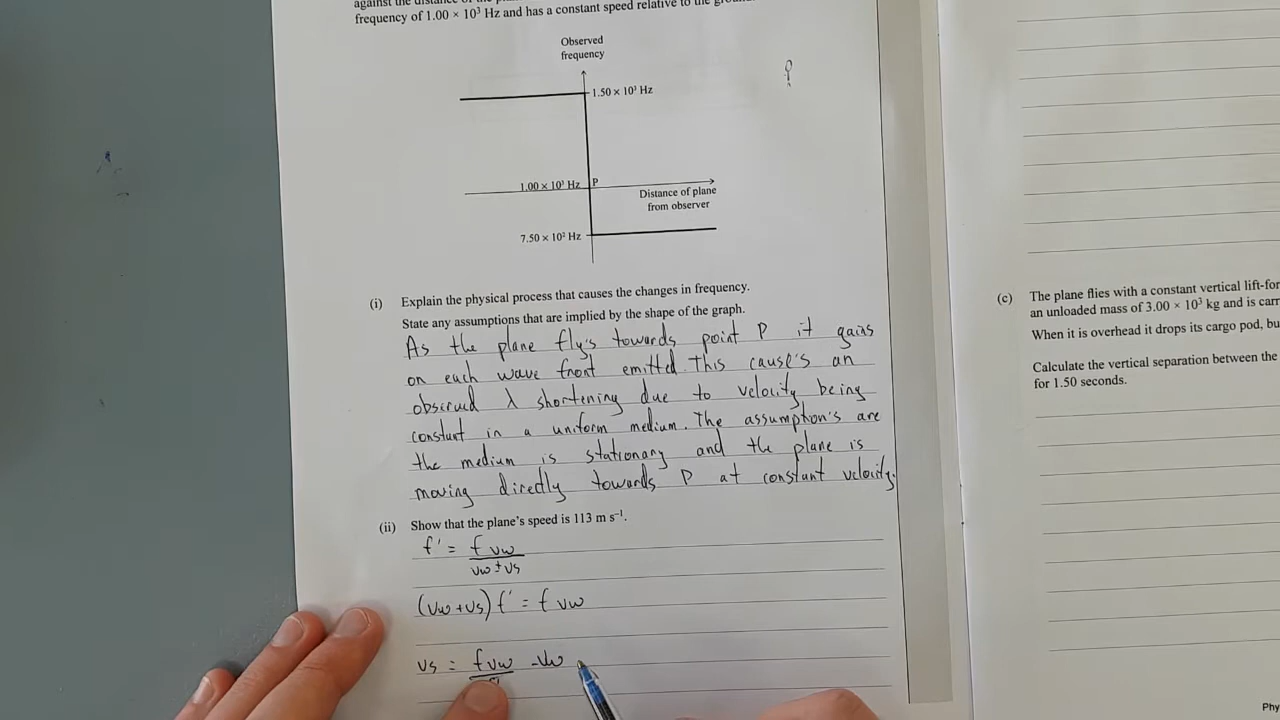 frequency of 1.00 × 10³ Hz and has a constant speed relative to the
Observed
frequency
1.50 × 10³ Hz
1.00 × 10³ Hz
P
Distance of plane
from observer
7.50 × 10² Hz
(i) Explain the physical process that causes the changes in frequency.
State any assumptions that are implied by the shape of the graph.
As the plane fly's towards point P it gains
on each wave front emitted. This cause's an
observed λ shortening due to velocity being
constant in a uniform medium. The assumption's are
the medium is stationary and the plane is
moving directly towards P at constant velocity.
(ii) Show that the plane's speed is 113 m s⁻¹.
f' = f vw
vw ± vs
(vw + vs) f' = f vw
vs = f vw - vw
(c) The plane flies with a constant vertical
an unloaded mass of 3.00 × 10³ kg and is
When it is overhead it drops its cargo pod,
Calculate the vertical separation between the
for 1.50 seconds.